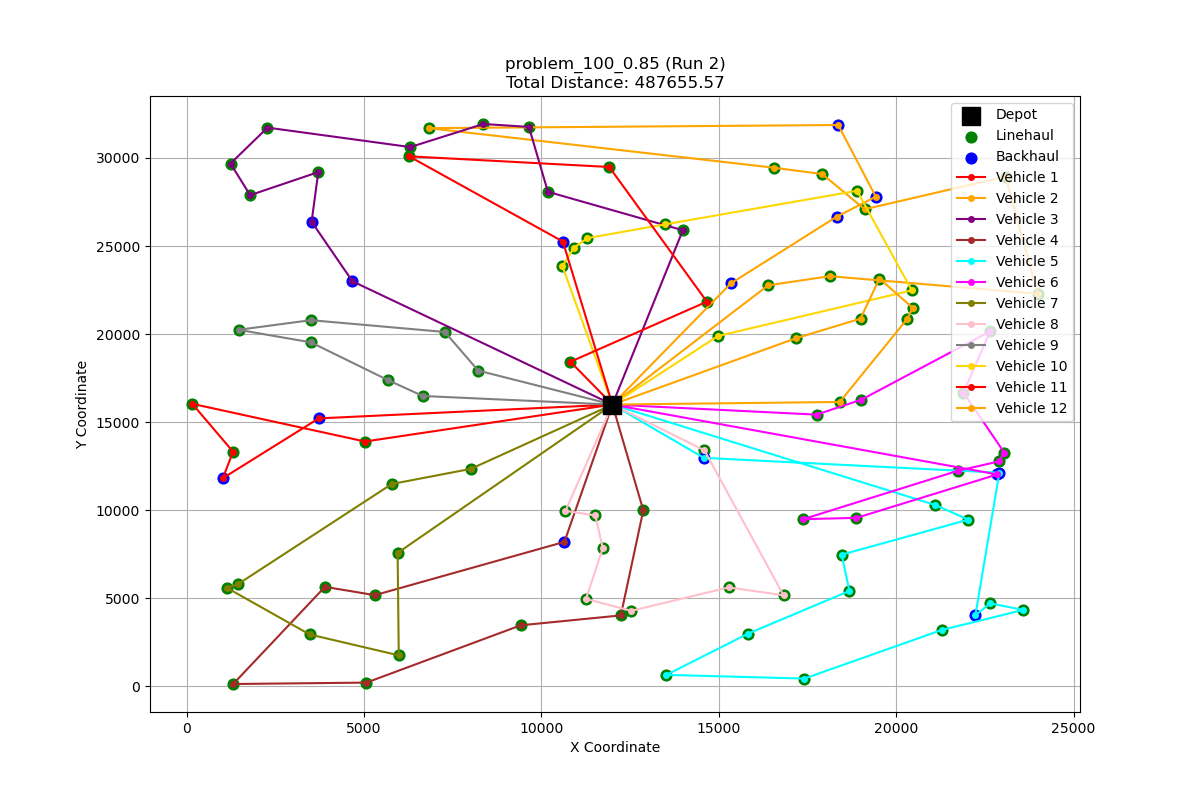 problem_100_0.85 (Run 2)
Total Distance: 487655.57
Depot
Linehaul
Backhaul
Vehicle 1
Vehicle 2
Vehicle 3
Vehicle 4
Vehicle 5
Vehicle 6
Vehicle 7
Vehicle 8
Vehicle 9
Vehicle 10
Vehicle 11
Vehicle 12
30000
25000
20000
15000
10000
5000
0
Y Coordinate
0 5000 10000 15000 20000 25000
X Coordinate